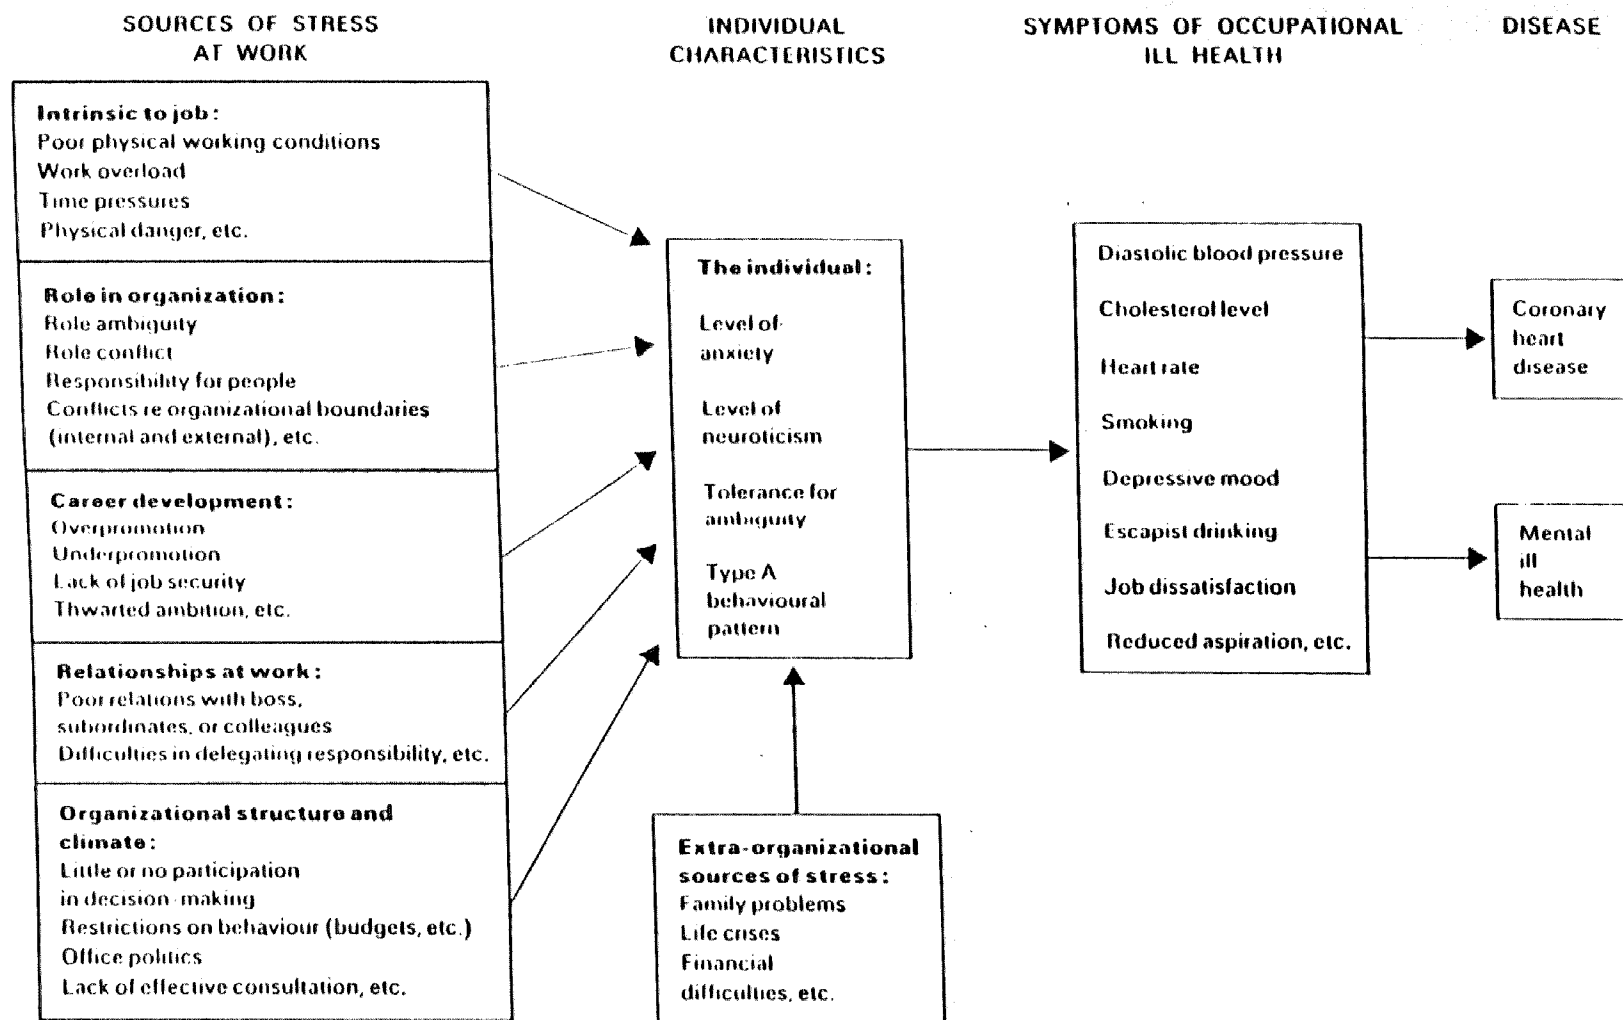 SOURCES OF STRESS
AT WORK
INDIVIDUAL
CHARACTERISTICS
SYMPTOMS OF OCCUPATIONAL
ILL HEALTH
DISEASE
Intrinsic to job:
Poor physical working conditions
Work overload
Time pressures
Physical danger, etc.
Role in organization:
Role ambiguity
Role conflict
Responsibility for people
Conflicts re organizational boundaries
(internal and external), etc.
Career development:
Overpromotion
Underpromotion
Lack of job security
Thwarted ambition, etc.
Relationships at work:
Poor relations with boss,
subordinates, or colleagues
Difficulties in delegating responsibility, etc.
Organizational structure and
climate:
Little or no participation
in decision-making
Restrictions on behaviour (budgets, etc.)
Office politics
Lack of effective consultation, etc.
The individual:
Level of
anxiety
Level of
neuroticism
Tolerance for
ambiguity
Type A
behavioural
pattern
Extra-organizational
sources of stress:
Family problems
Life crises
Financial
difficulties, etc.
Diastolic blood pressure
Cholesterol level
Heart rate
Smoking
Depressive mood
Escapist drinking
Job dissatisfaction
Reduced aspiration, etc.
Coronary
heart
disease
Mental
ill
health